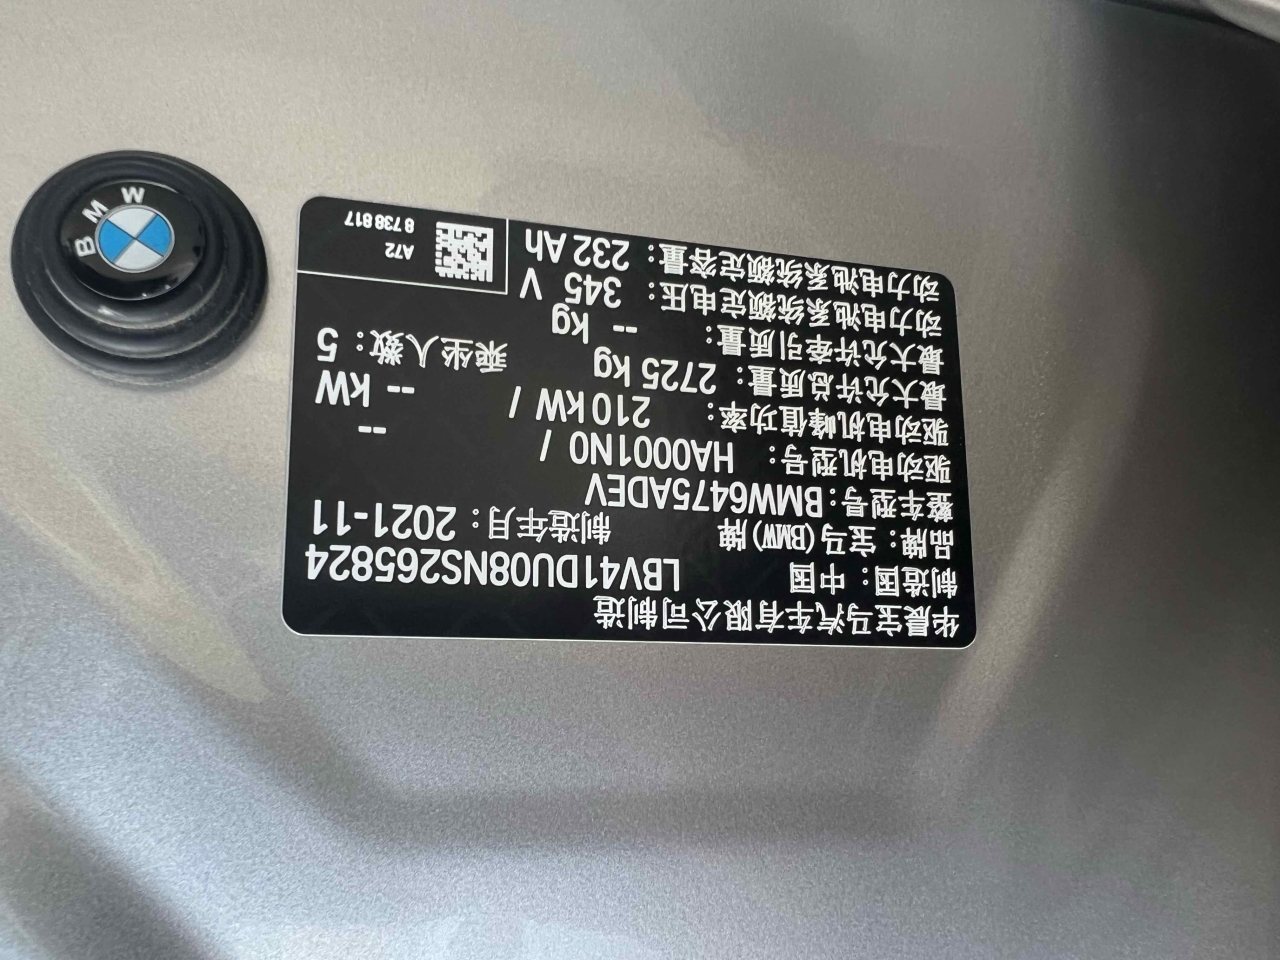 华晨宝马汽车有限公司制造
制造国：中国 LBV41DU08NS265824
品牌：宝马(BMW)牌 制造年月：2021-11
整车型号：BMW6475ADEV
驱动电机型号： HA0001N0 / --
驱动电机峰值功率： 210 kW / -- kW
最大允许总质量： 2725 kg 乘坐人数：5
最大允许牵引质量： -- kg
动力电池系统额定电压： 345 V
动力电池系统额定容量： 232 Ah
A72
8 738 817
BMW